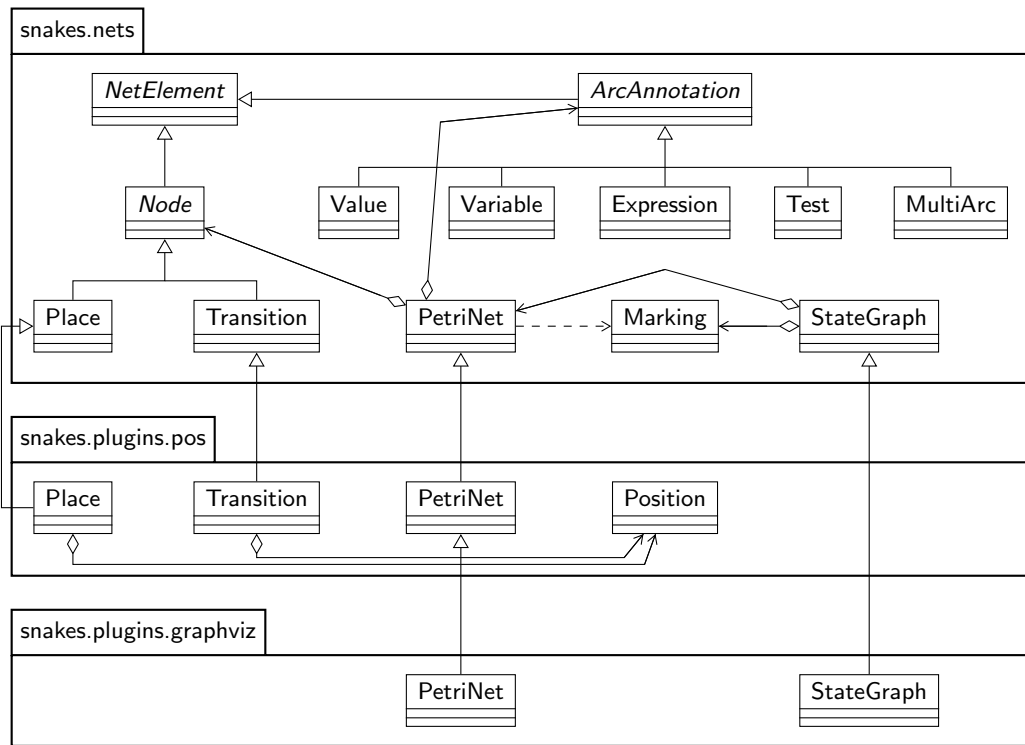 snakes.nets
NetElement
ArcAnnotation
Node
Value
Variable
Expression
Test
MultiArc
Place
Transition
PetriNet
Marking
StateGraph
snakes.plugins.pos
Place
Transition
PetriNet
Position
snakes.plugins.graphviz
PetriNet
StateGraph